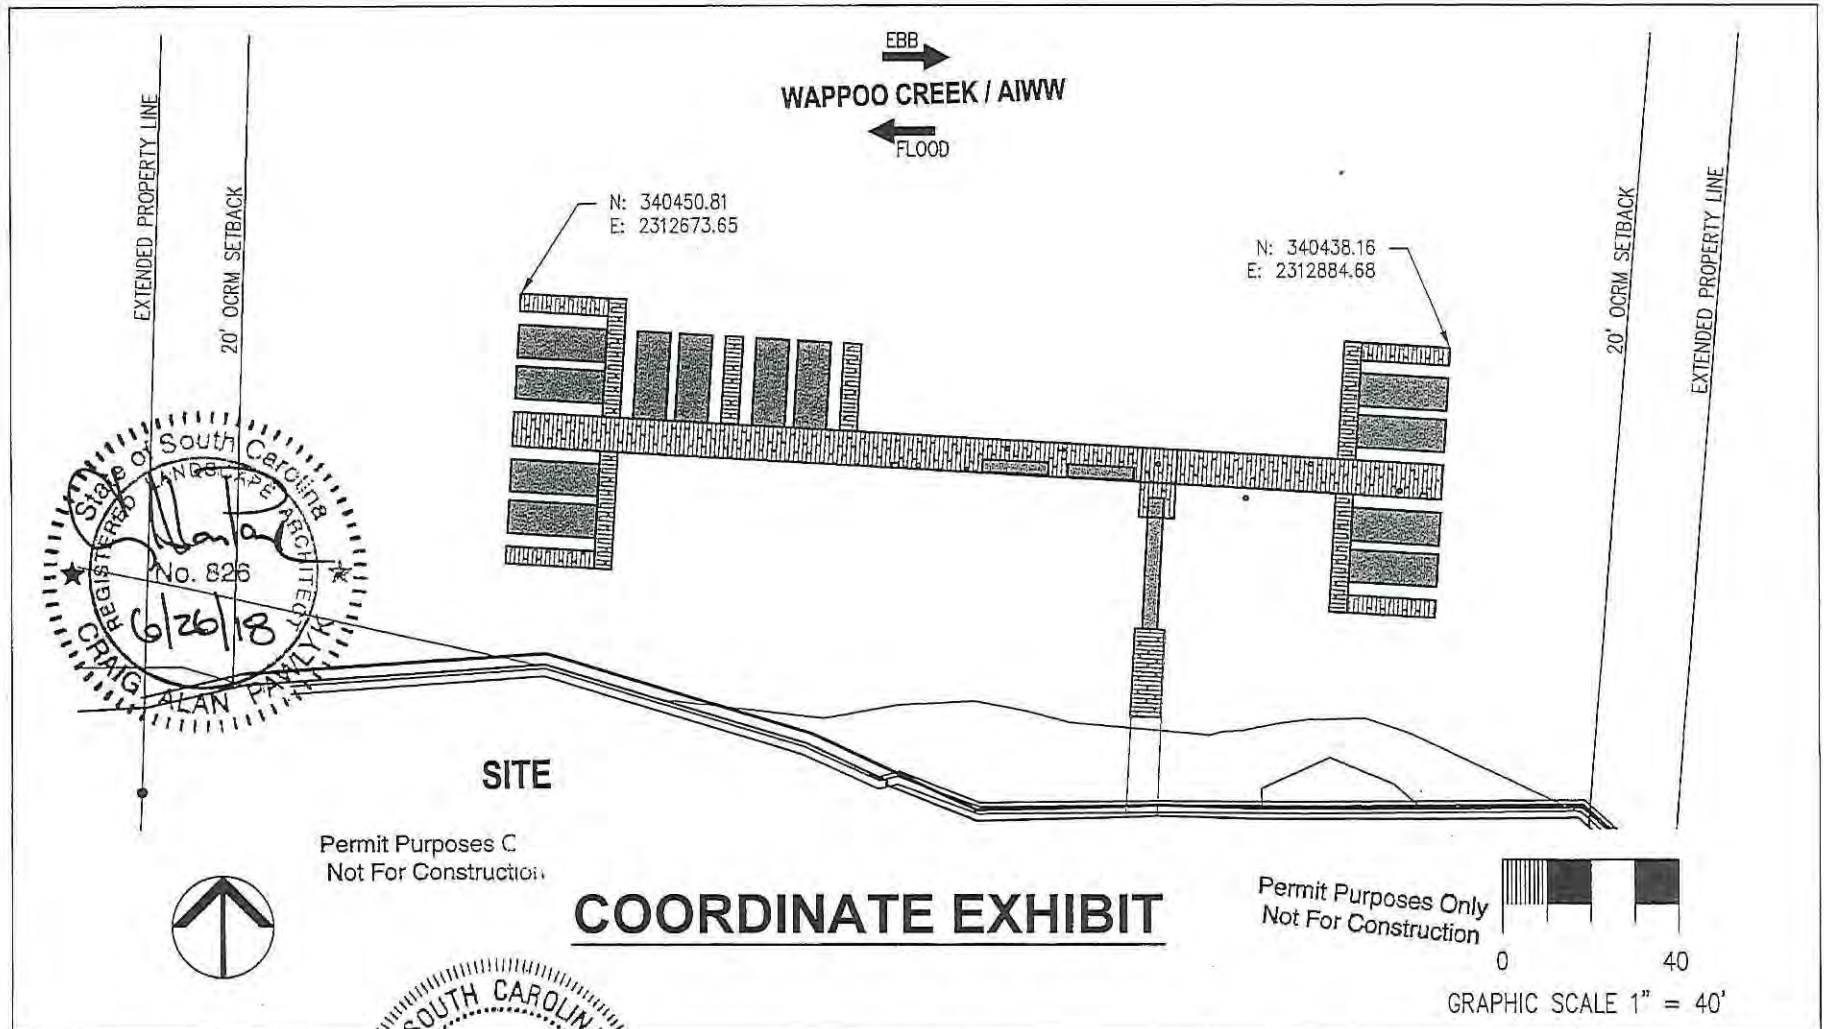 EBB
WAPPOO CREEK / AIWW
FLOOD
EXTENDED PROPERTY LINE
20' OCRM SETBACK
N: 340450.81
E: 2312673.65
N: 340438.16
E: 2312884.68
20' OCRM SETBACK
EXTENDED PROPERTY LINE
State of South Carolina
REGISTERED LANDSCAPE ARCHITECT
No. 826
6/26/18
CRAIG ALAN
SITE
Permit Purposes
Not For Construction
COORDINATE EXHIBIT
Permit Purposes Only
Not For Construction
0 40
GRAPHIC SCALE 1" = 40'
SOUTH CAROLIN